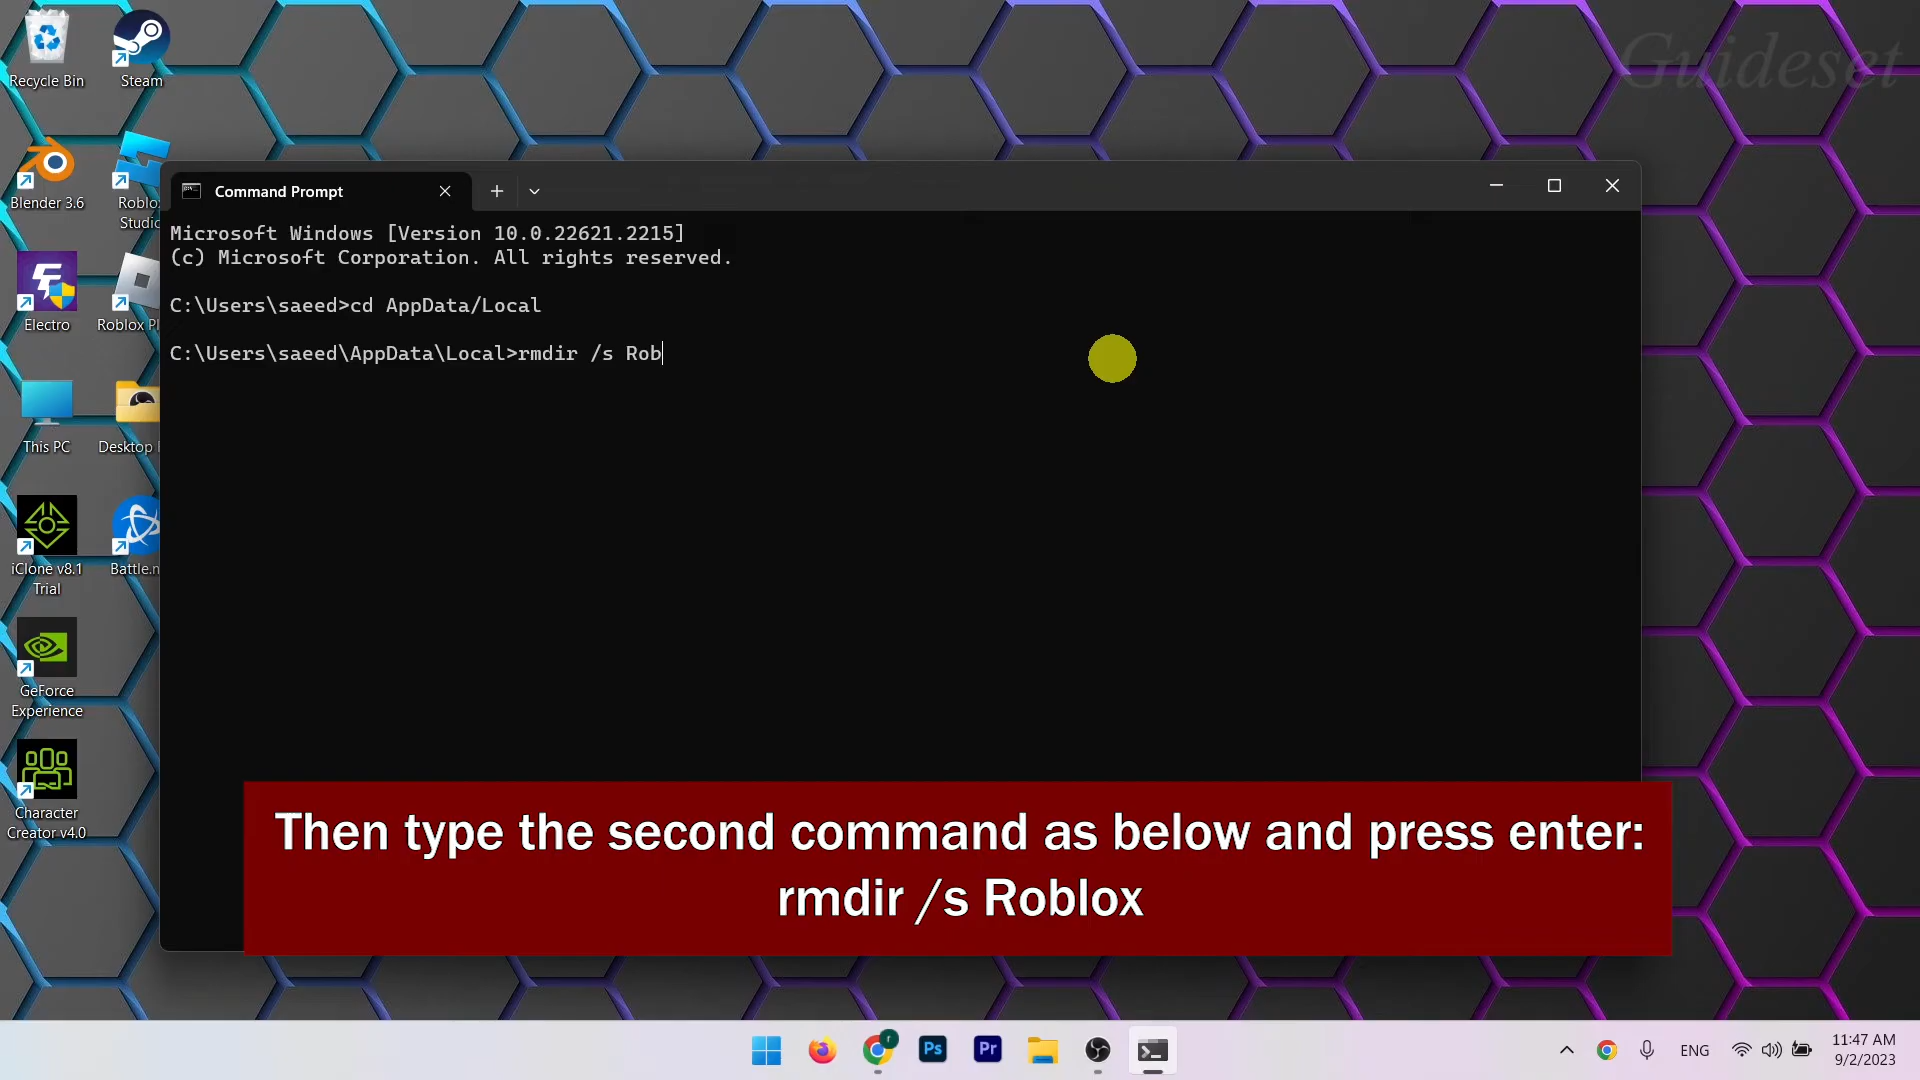 Guideset
Recycle Bin
Steam
Blender 3.6
Roblox
Studio
Electro
Roblox Pl
This PC
Desktop
iClone v8.1
Trial
Battle.n
GeForce
Experience
Character
Creator v4.0
Command Prompt
Microsoft Windows [Version 10.0.22621.2215]
(c) Microsoft Corporation. All rights reserved.
C:\Users\saeed>cd AppData/Local
C:\Users\saeed\AppData\Local>rmdir /s Rob
Then type the second command as below and press enter:
rmdir /s Roblox
r
Ps
Pr
ENG
11:47 AM
9/2/2023